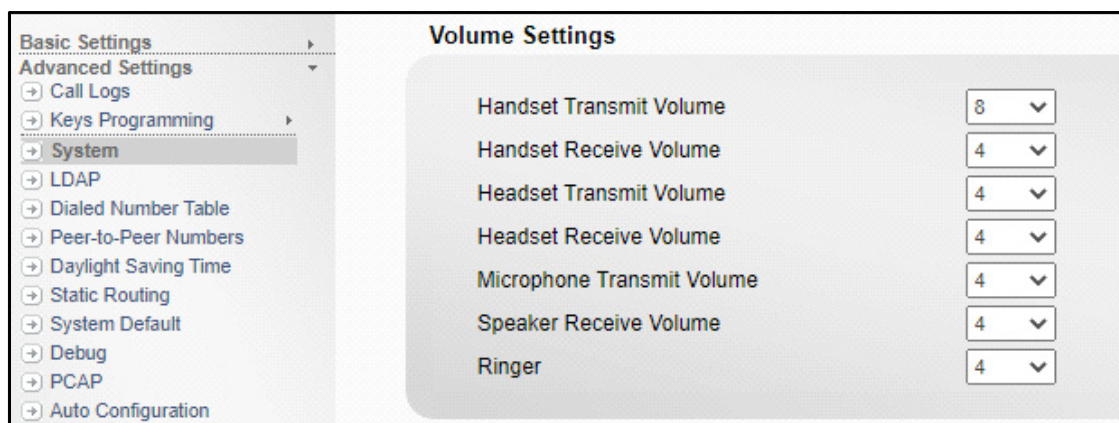 Basic Settings
Advanced Settings
Call Logs
Keys Programming
System
LDAP
Dialed Number Table
Peer-to-Peer Numbers
Daylight Saving Time
Static Routing
System Default
Debug
PCAP
Auto Configuration
Volume Settings
Handset Transmit Volume 8
Handset Receive Volume 4
Headset Transmit Volume 4
Headset Receive Volume 4
Microphone Transmit Volume 4
Speaker Receive Volume 4
Ringer 4